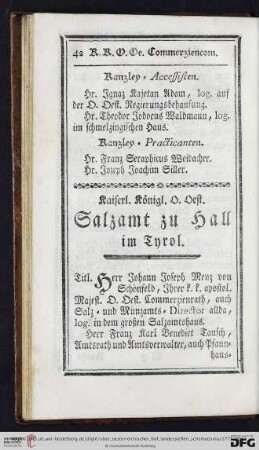 42 K. K. O. Oe. Commerziencom.
Kanzley-Accessisten.
Hr. Ignaz Kajetan Adam, log. auf
der O. Oest. Regierungsbehausung.
Hr. Theodor Jodocus Waldmann, log.
im schmelzingischen Haus.
Kanzley-Practicanten.
Hr. Franz Seraphicus Weibacher.
Hr. Joseph Joachim Siller.
Kaiserl. Königl. O. Oest.
Salzamt zu Hall
im Tyrol.
Titl. Herr Johann Joseph Menz von
Schönfeld, Ihrer k. k. apostol.
Majest. O. Oest. Commerzienrath, auch
Salz- und Münzamts-Director allda,
log. in dem großen Salzamtshaus.
Herr Franz Karl Benedict Tausch,
Amtsrath und Amtsverwalter, auch Pfann-
haus-
DFG